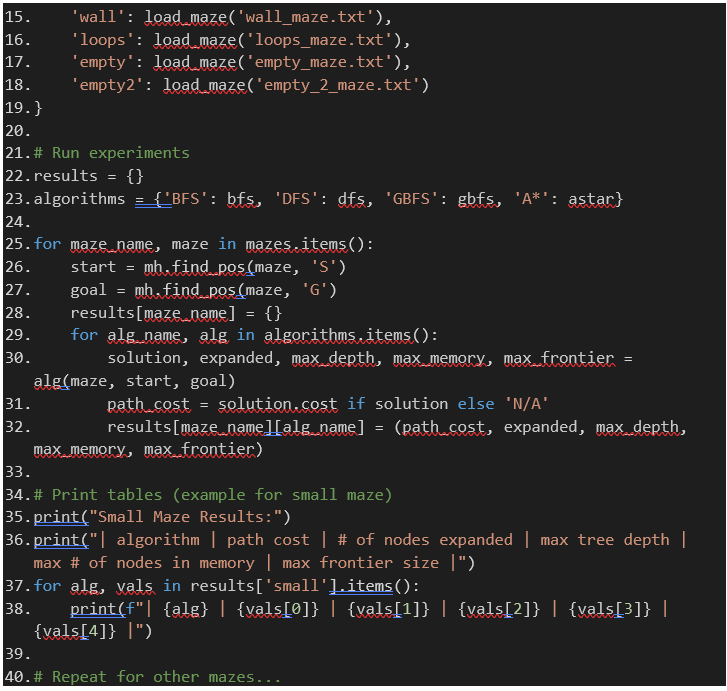 15.    'wall': load_maze('wall_maze.txt'),
16.    'loops': load_maze('loops_maze.txt'),
17.    'empty': load_maze('empty_maze.txt'),
18.    'empty2': load_maze('empty_2_maze.txt')
19.}
20.
21.# Run experiments
22.results = {}
23.algorithms = {'BFS': bfs, 'DFS': dfs, 'GBFS': gbfs, 'A*': astar}
24.
25.for maze_name, maze in mazes.items():
26.    start = mh.find_pos(maze, 'S')
27.    goal = mh.find_pos(maze, 'G')
28.    results[maze_name] = {}
29.    for alg_name, alg in algorithms.items():
30.        solution, expanded, max_depth, max_memory, max_frontier =
alg(maze, start, goal)
31.        path_cost = solution.cost if solution else 'N/A'
32.        results[maze_name][alg_name] = (path_cost, expanded, max_depth,
max_memory, max_frontier)
33.
34.# Print tables (example for small maze)
35.print("Small Maze Results:")
36.print("| algorithm | path cost | # of nodes expanded | max tree depth |
max # of nodes in memory | max frontier size |")
37.for alg, vals in results['small'].items():
38.    print(f"| {alg} | {vals[0]} | {vals[1]} | {vals[2]} | {vals[3]} |
{vals[4]} |")
39.
40.# Repeat for other mazes...